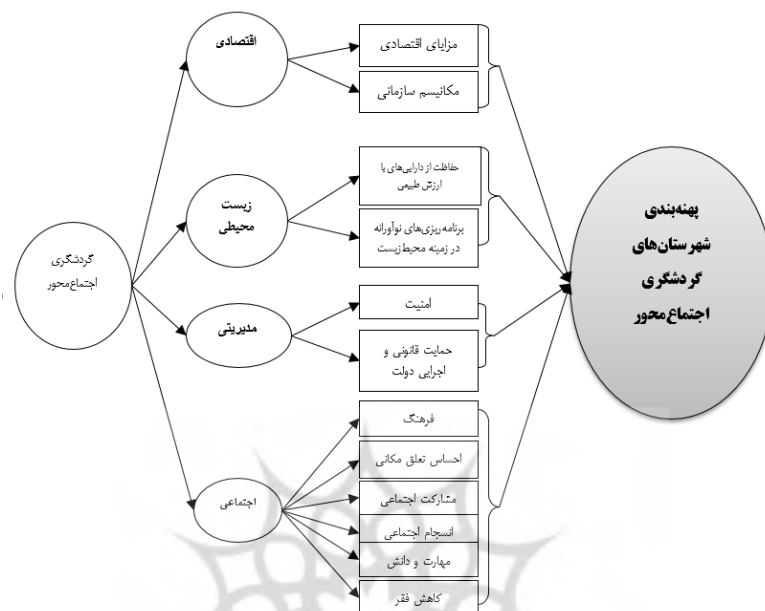 گردشگری
اجتماع‌محور
اقتصادی
مزایای اقتصادی
مکانیسم سازمانی
زیست
محیطی
حفاظت از دارایی‌های با
ارزش طبیعی
برنامه‌ریزی‌های نوآورانه
در زمینه محیط‌زیست
مدیریتی
امنیت
حمایت قانونی و
اجرایی دولت
اجتماعی
فرهنگ
احساس تعلق مکانی
مشارکت اجتماعی
انسجام اجتماعی
مهارت و دانش
کاهش فقر
پهنه‌بندی
شهرستان‌های
گردشگری
اجتماع‌محور